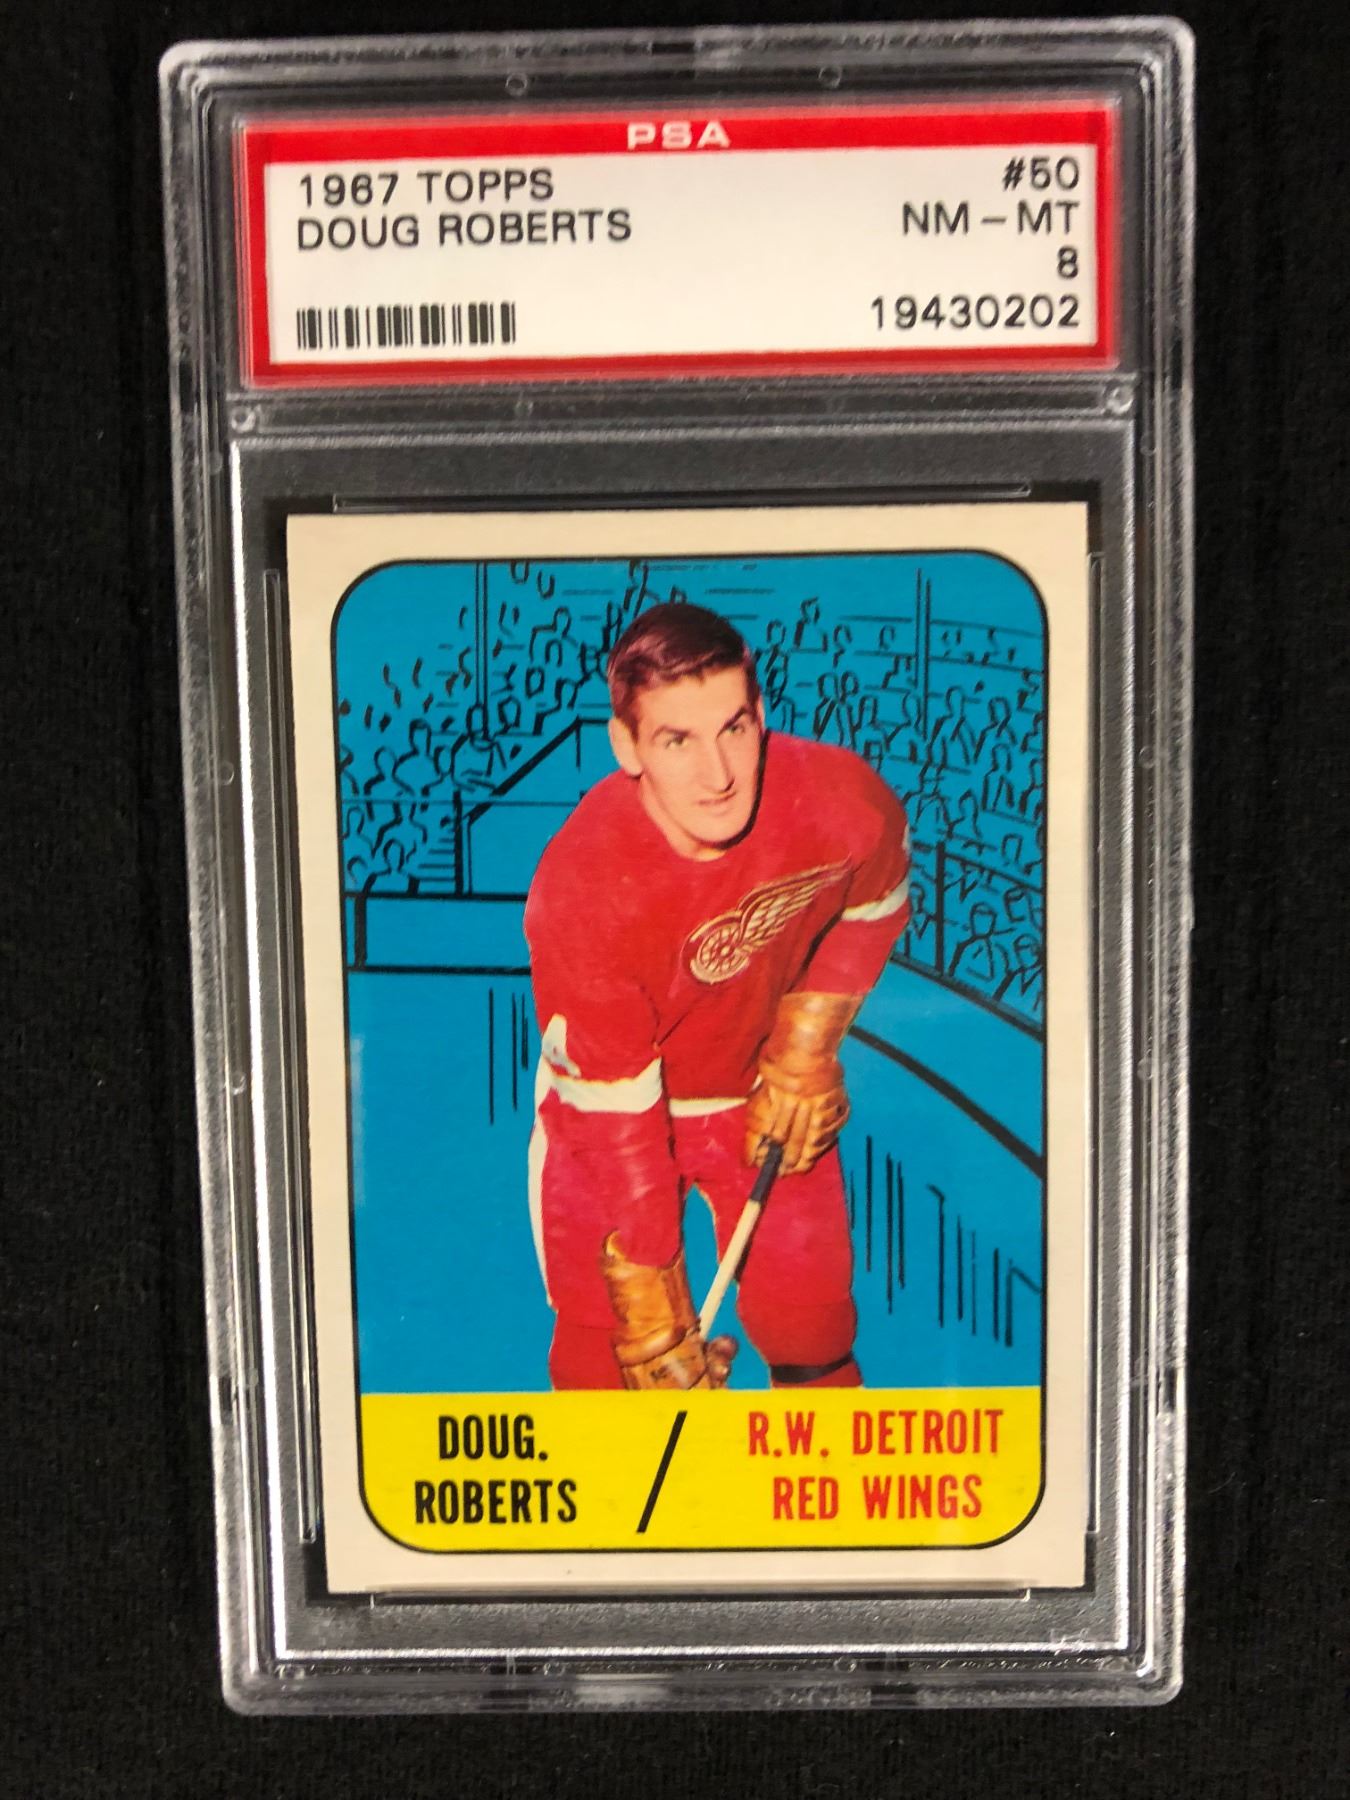 PSA
1967 TOPPS #50
DOUG ROBERTS NM - MT
8
19430202
DOUG.
ROBERTS
/
R.W. DETROIT
RED WINGS